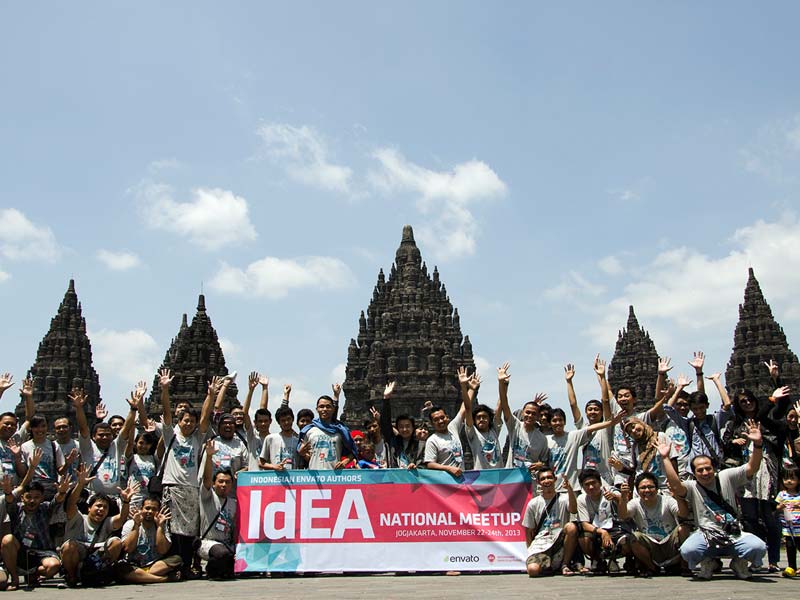 INDONESIAN ENVATO AUTHORS
IdEA NATIONAL MEETUP
JOGJAKARTA, NOVEMBER 22-24th, 2013
envato